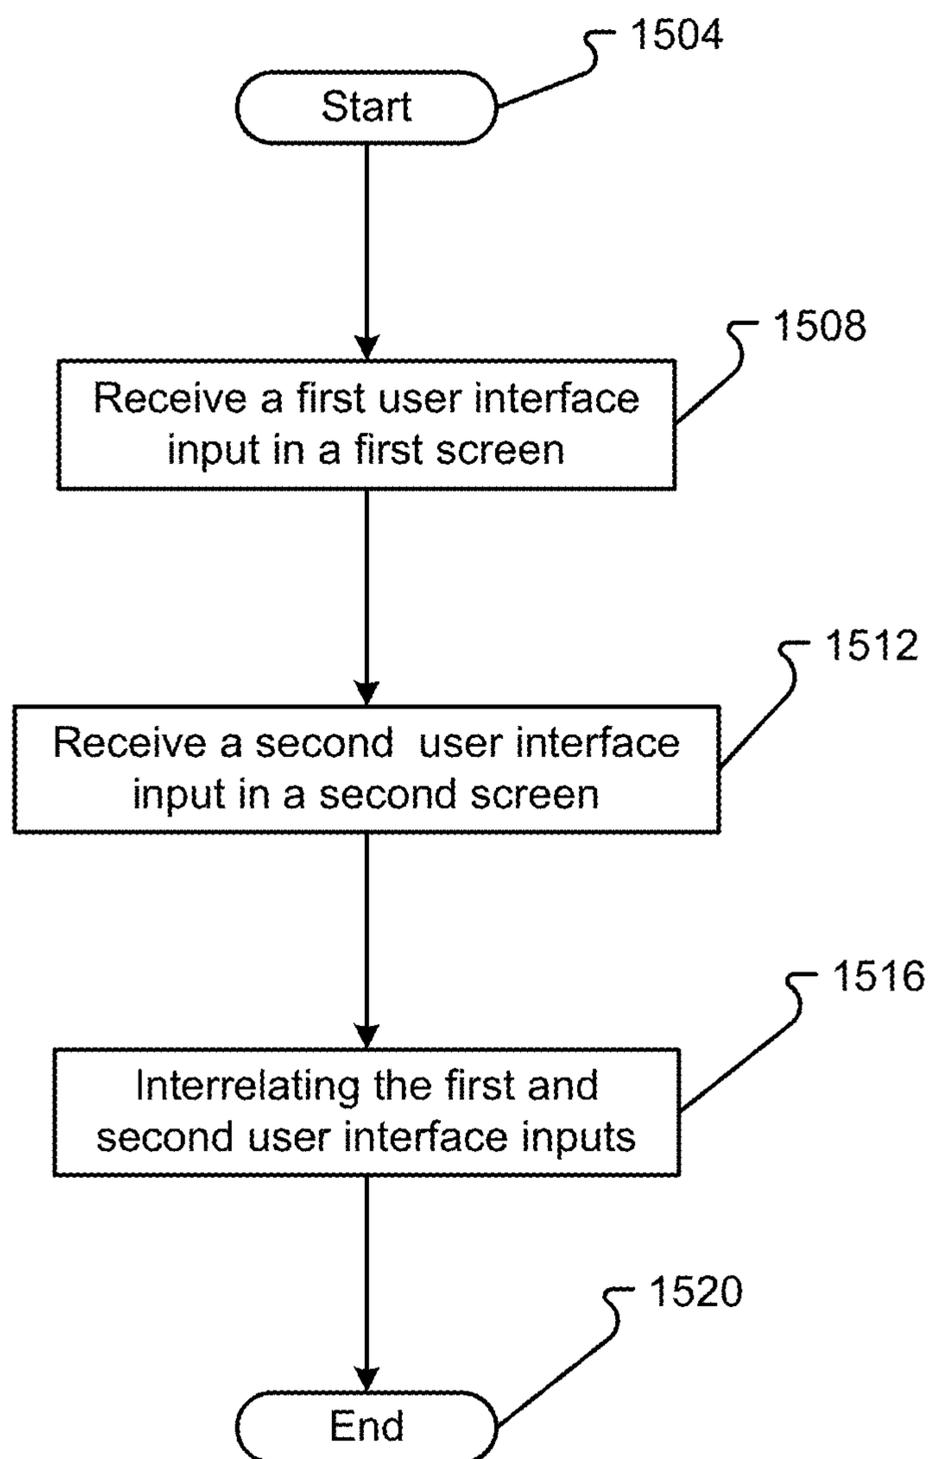 1504
Start
1508
Receive a first user interface
input in a first screen
1512
Receive a second user interface
input in a second screen
1516
Interrelating the first and
second user interface inputs
1520
End